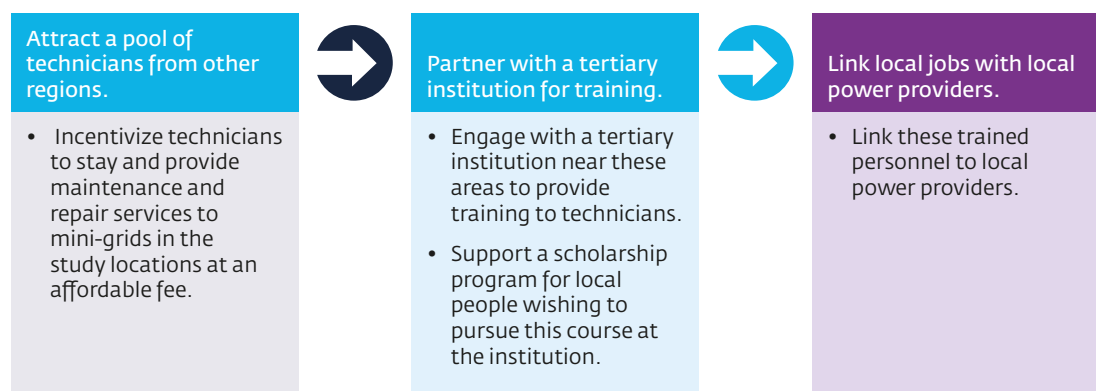 Attract a pool of
technicians from other
regions.
• Incentivize technicians
to stay and provide
maintenance and
repair services to
mini-grids in the
study locations at an
affordable fee.
Partner with a tertiary
institution for training.
• Engage with a tertiary
institution near these
areas to provide
training to technicians.
• Support a scholarship
program for local
people wishing to
pursue this course at
the institution.
Link local jobs with local
power providers.
• Link these trained
personnel to local
power providers.